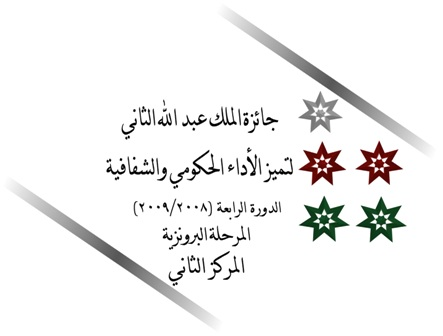 جائزة الملك عبد الله الثاني
لتميز الأداء الحكومي والشفافية
الدورة الرابعة (٢٠٠٩/٢٠٠٨)
المرحلة البرونزية
المركز الثاني